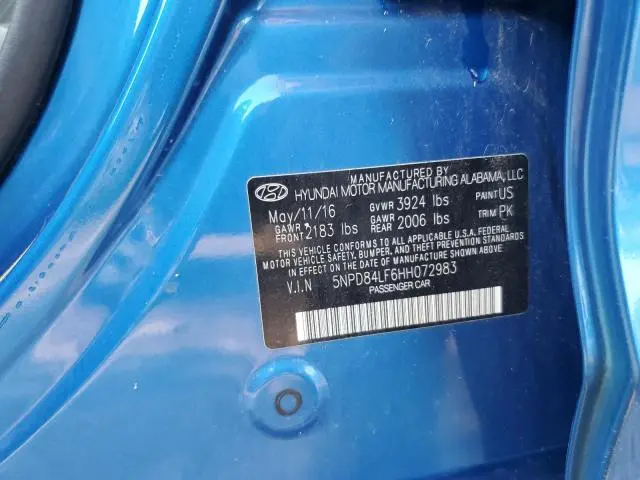 MANUFACTURED BY
HYUNDAI MOTOR MANUFACTURING ALABAMA, LLC
May/11/16 GVWR 3924 lbs PAINT US
GAWR FRONT 2183 lbs GAWR REAR 2006 lbs TRIM PK
THIS VEHICLE CONFORMS TO ALL APPLICABLE FEDERAL
MOTOR VEHICLE SAFETY, BUMPER, AND THEFT PREVENTION
STANDARDS IN EFFECT ON THE DATE OF MANUFACTURE SHOWN ABOVE.
V.I.N 5NPD84LF6HH072983
PASSENGER CAR